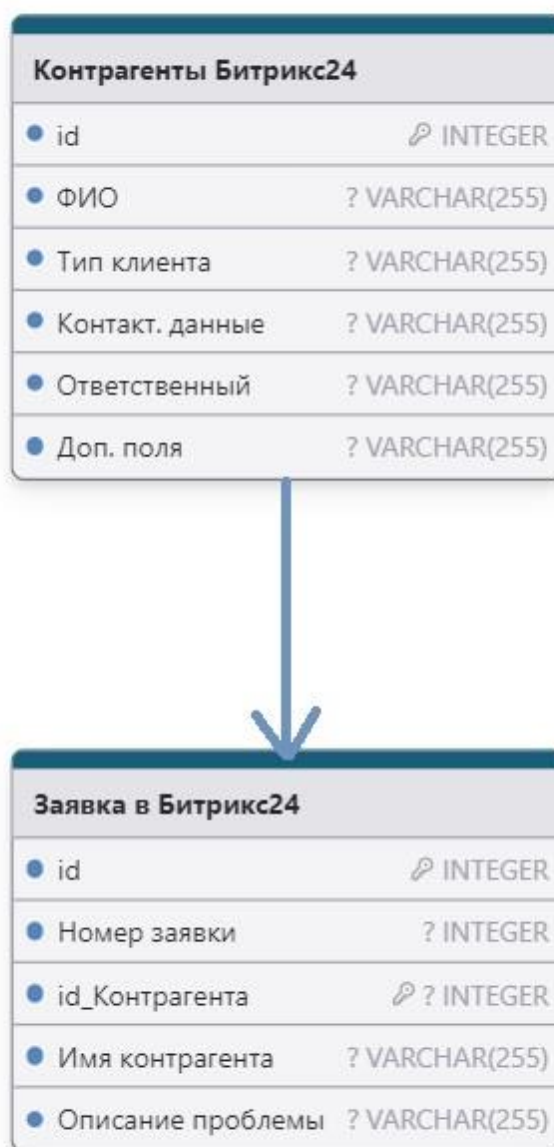 Контрагенты Битрикс24
id INTEGER
ФИО ? VARCHAR(255)
Тип клиента ? VARCHAR(255)
Контакт. данные ? VARCHAR(255)
Ответственный ? VARCHAR(255)
Доп. поля ? VARCHAR(255)
Заявка в Битрикс24
id INTEGER
Номер заявки ? INTEGER
id_Контрагента ? INTEGER
Имя контрагента ? VARCHAR(255)
Описание проблемы ? VARCHAR(255)